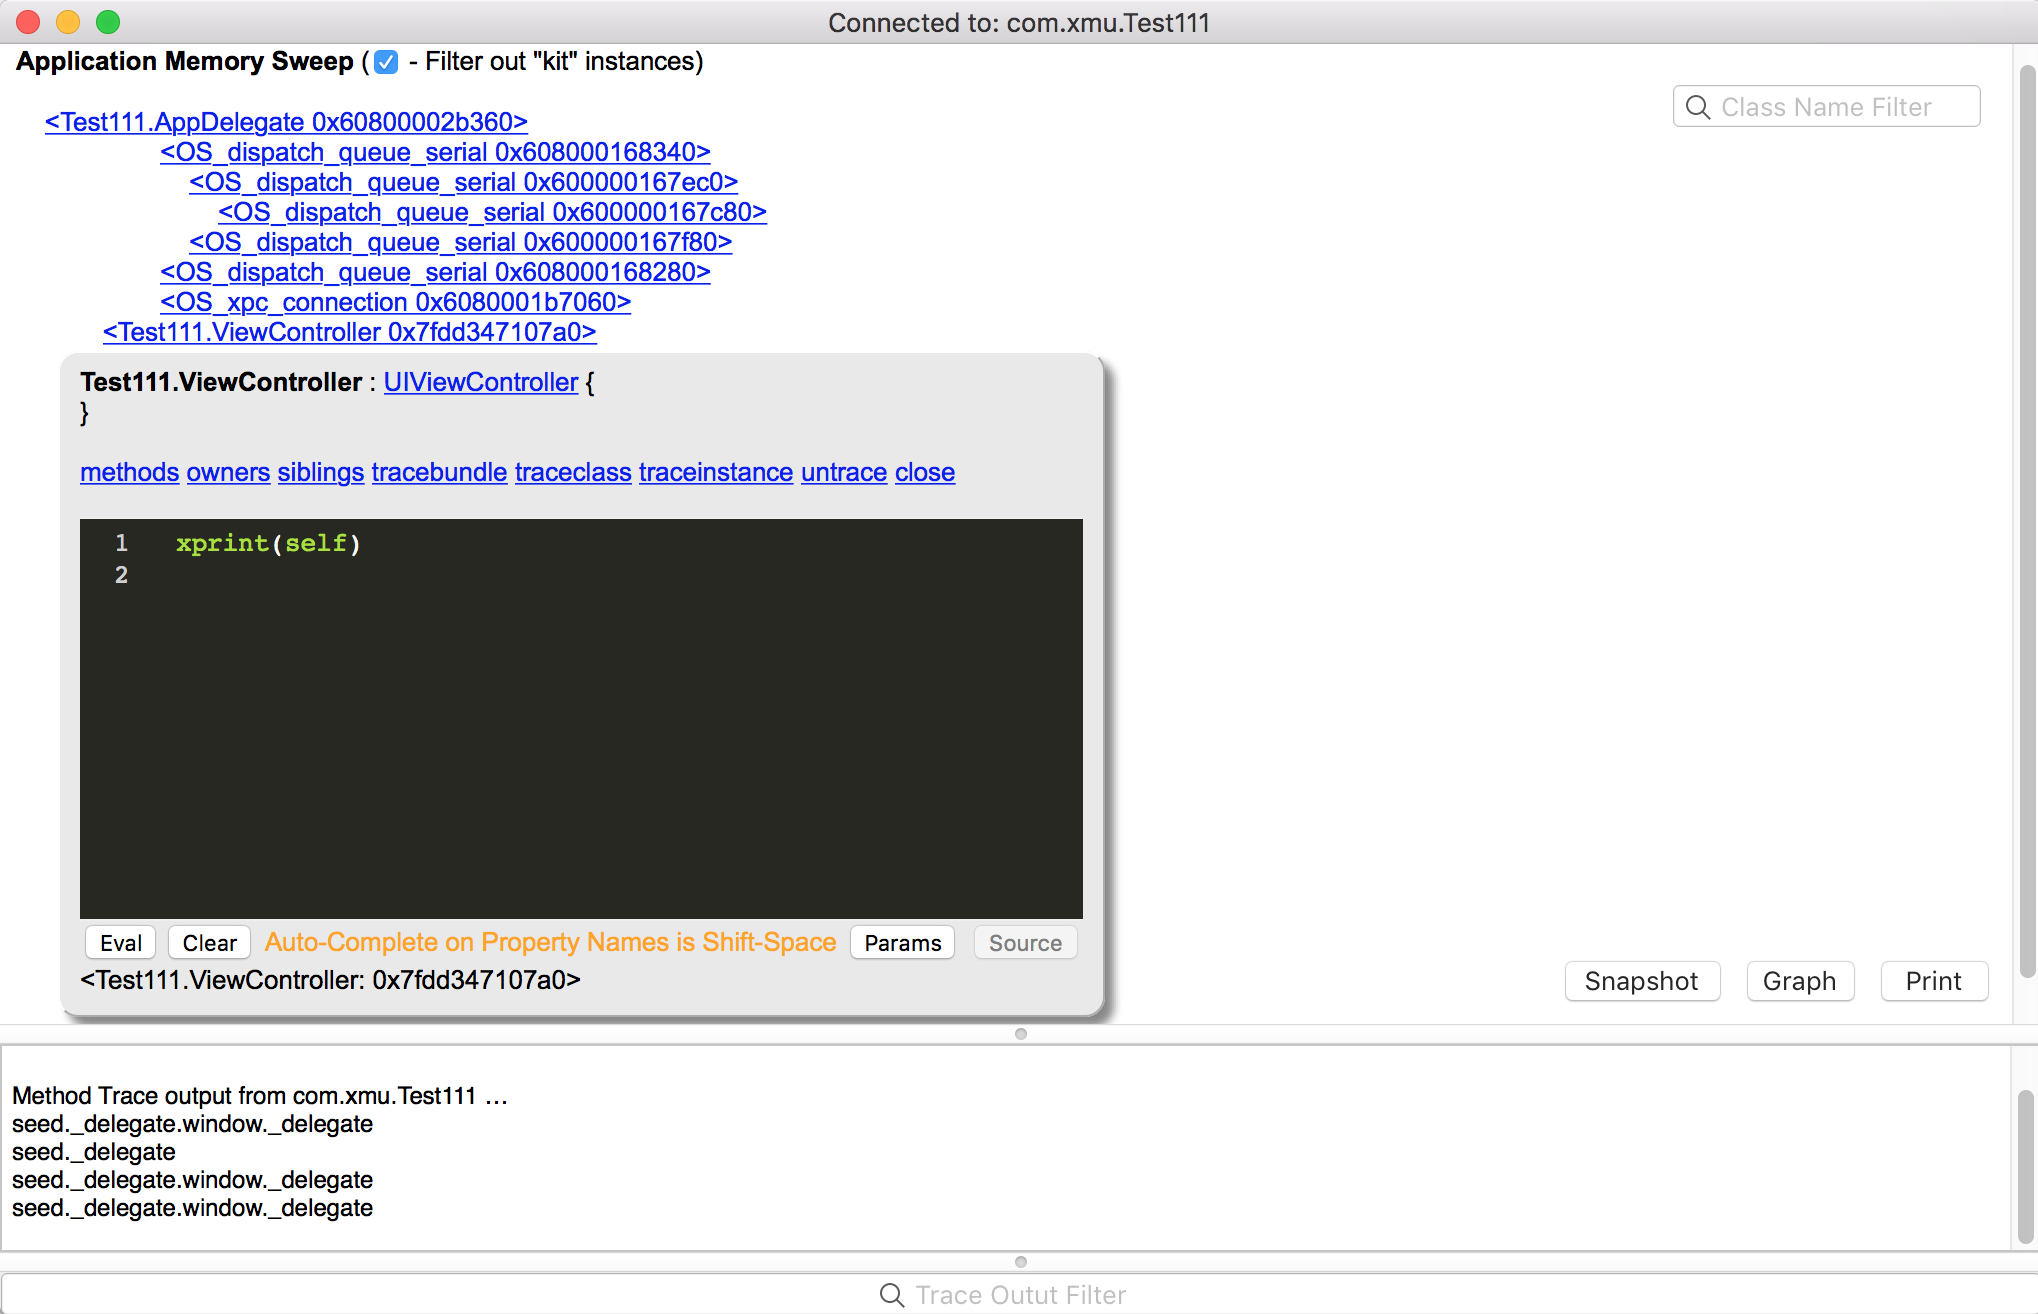 Connected to: com.xmu.Test111
Application Memory Sweep ( - Filter out "kit" instances)
Class Name Filter
<Test111.AppDelegate 0x60800002b360>
<OS_dispatch_queue_serial 0x608000168340>
<OS_dispatch_queue_serial 0x600000167ec0>
<OS_dispatch_queue_serial 0x600000167c80>
<OS_dispatch_queue_serial 0x600000167f80>
<OS_dispatch_queue_serial 0x608000168280>
<OS_xpc_connection 0x6080001b7060>
<Test111.ViewController 0x7fdd347107a0>
Test111.ViewController : UIViewController {
}
methods owners siblings tracebundle traceclass traceinstance untrace close
1 xprint(self)
2
Eval Clear Auto-Complete on Property Names is Shift-Space Params Source
<Test111.ViewController: 0x7fdd347107a0>
Snapshot Graph Print
Method Trace output from com.xmu.Test111 ...
seed._delegate.window._delegate
seed._delegate
seed._delegate.window._delegate
seed._delegate.window._delegate
Trace Outut Filter